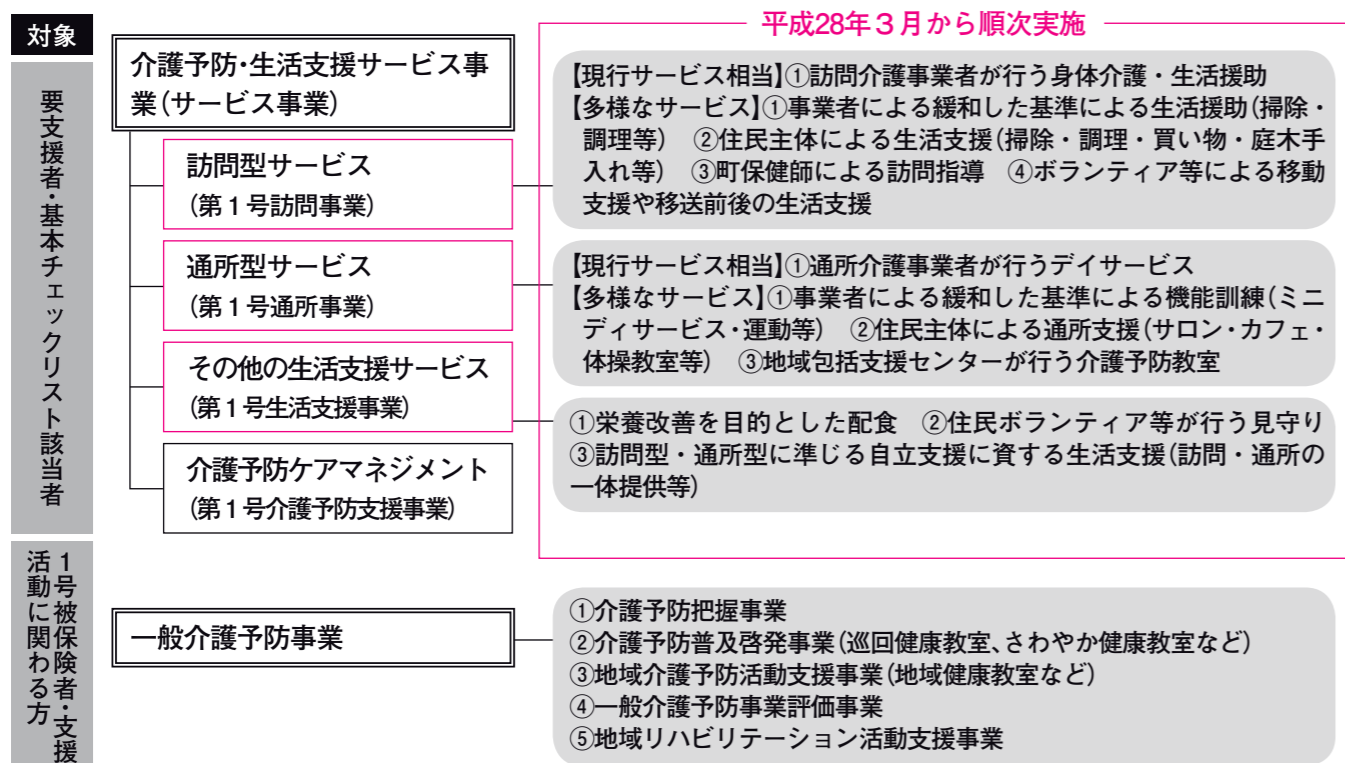 対象
平成28年3月から順次実施
要支援者・基本チェックリスト該当者
介護予防・生活支援サービス事
業(サービス事業)
訪問型サービス
(第1号訪問事業)
【現行サービス相当】①訪問介護事業者が行う身体介護・生活援助
【多様なサービス】①事業者による緩和した基準による生活援助(掃除・
調理等) ②住民主体による生活支援(掃除・調理・買い物・庭木手
入れ等) ③町保健師による訪問指導 ④ボランティア等による移動
支援や移送前後の生活支援
通所型サービス
(第1号通所事業)
【現行サービス相当】①通所介護事業者が行うデイサービス
【多様なサービス】①事業者による緩和した基準による機能訓練(ミニ
ディサービス・運動等) ②住民主体による通所支援(サロン・カフェ・
体操教室等) ③地域包括支援センターが行う介護予防教室
その他の生活支援サービス
(第1号生活支援事業)
①栄養改善を目的とした配食 ②住民ボランティア等が行う見守り
③訪問型・通所型に準じる自立支援に資する生活支援(訪問・通所の
一体提供等)
介護予防ケアマネジメント
(第1号介護予防支援事業)
1号被保険者・支援
活動に関わる方
一般介護予防事業
①介護予防把握事業
②介護予防普及啓発事業(巡回健康教室、さわやか健康教室など)
③地域介護予防活動支援事業(地域健康教室など)
④一般介護予防事業評価事業
⑤地域リハビリテーション活動支援事業